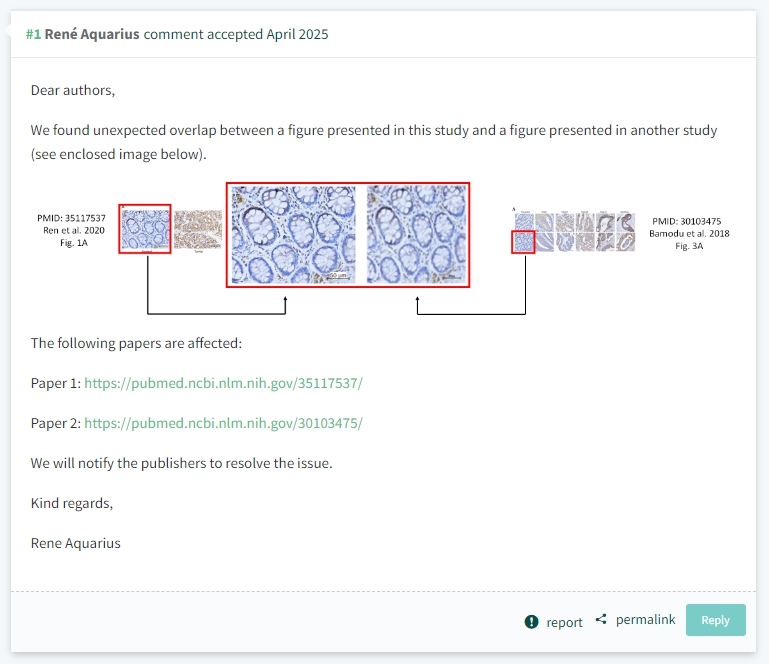 #1 René Aquarius comment accepted April 2025
Dear authors,
We found unexpected overlap between a figure presented in this study and a figure presented in another study
(see enclosed image below).
PMID: 35117537
Ren et al. 2020
Fig. 1A
50 μm
A
PMID: 30103475
Bamodu et al. 2018
Fig. 3A
The following papers are affected:
Paper 1: https://pubmed.ncbi.nlm.nih.gov/35117537/
Paper 2: https://pubmed.ncbi.nlm.nih.gov/30103475/
We will notify the publishers to resolve the issue.
Kind regards,
Rene Aquarius
report
permalink
Reply